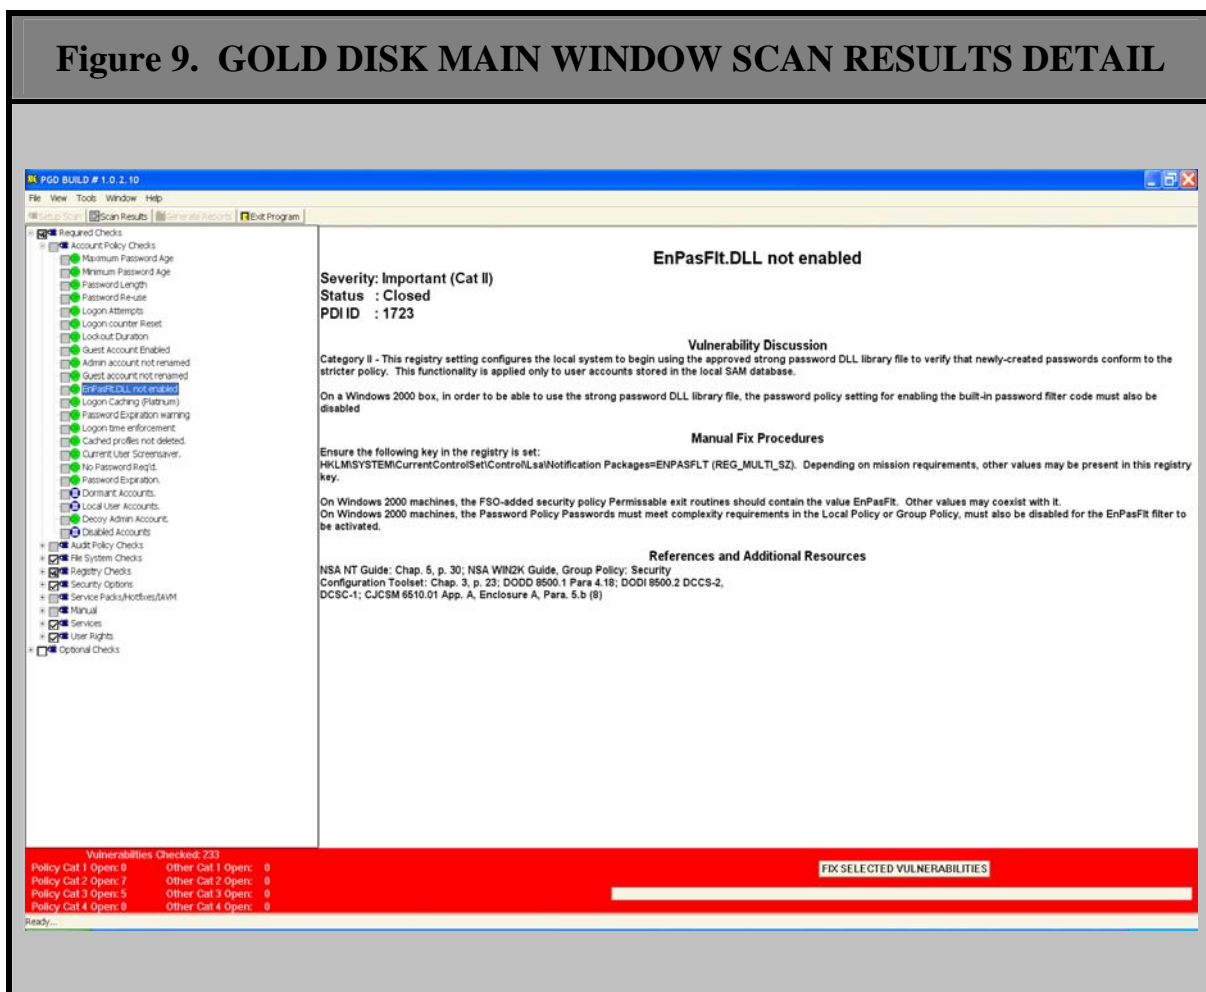 Figure 9. GOLD DISK MAIN WINDOW SCAN RESULTS DETAIL
PGD BUILD # 1.0.2.10
File View Tools Window Help
Setup Scan Scan Results Generate Reports Exit Program
Required Checks
Account Policy Checks
Maximum Password Age
Minimum Password Age
Password Length
Password Re-use
Logon Attempts
Logon counter Reset
Lockout Duration
Guest Account Enabled
Admin account not renamed
Guest account not renamed
EnPasFlt.DLL not enabled
Logon Caching (Platinum)
Password Expiration warning
Logon time enforcement
Cached profiles not deleted.
Current User Screensaver.
No Password Req'd.
Password Expiration.
Dormant Accounts.
Local User Accounts.
Decoy Admin Account.
Disabled Accounts
Audit Policy Checks
File System Checks
Registry Checks
Security Options
Service Packs/Hotfixes/IAVM
Manual
Services
User Rights
Optional Checks
EnPasFlt.DLL not enabled
Severity: Important (Cat II)
Status : Closed
PDI ID : 1723
Vulnerability Discussion
Category II - This registry setting configures the local system to begin using the approved strong password DLL library file to verify that newly-created passwords conform to the
stricter policy. This functionality is applied only to user accounts stored in the local SAM database.
On a Windows 2000 box, in order to be able to use the strong password DLL library file, the password policy setting for enabling the built-in password filter code must also be
disabled
Manual Fix Procedures
Ensure the following key in the registry is set:
HKLM\SYSTEM\CurrentControlSet\Control\Lsa\Notification Packages=ENPASFLT (REG_MULTI_SZ). Depending on mission requirements, other values may be present in this registry
key.
On Windows 2000 machines, the FSO-added security policy Permissable exit routines should contain the value EnPasFlt. Other values may coexist with it.
On Windows 2000 machines, the Password Policy Passwords must meet complexity requirements in the Local Policy or Group Policy, must also be disabled for the EnPasFlt filter to
be activated.
References and Additional Resources
NSA NT Guide: Chap. 5, p. 30; NSA WIN2K Guide, Group Policy: Security
Configuration Toolset: Chap. 3, p. 23; DODD 8500.1 Para 4.18; DODI 8500.2 DCCS-2,
DCSC-1; CJCSM 6510.01 App. A, Enclosure A, Para. 5.b (8)
Vulnerabilties Checked: 233
Policy Cat 1 Open: 0 Other Cat 1 Open: 0
Policy Cat 2 Open: 7 Other Cat 2 Open: 0
Policy Cat 3 Open: 5 Other Cat 3 Open: 0
Policy Cat 4 Open: 0 Other Cat 4 Open: 0
FIX SELECTED VULNERABILITIES
Ready...